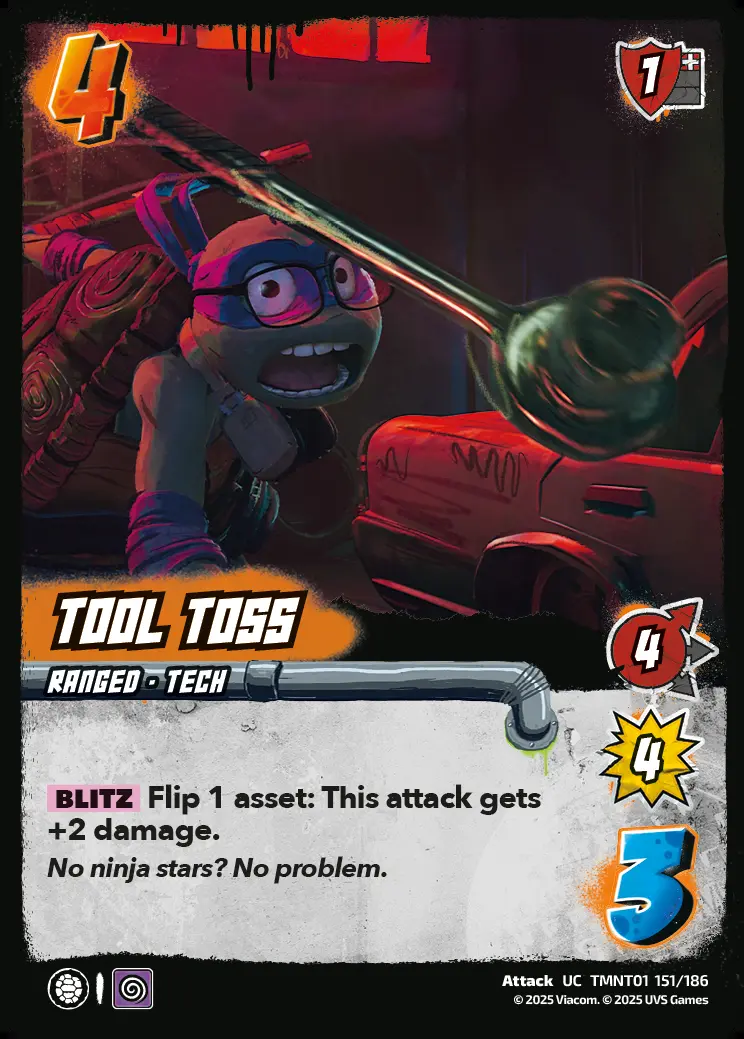 4
1
TOOL TOSS
4
RANGED • TECH
4
BLITZ Flip 1 asset: This attack gets
+2 damage.
No ninja stars? No problem.
3
Attack UC TMNT01 151/186
© 2025 Viacom. © 2025 UVS Games